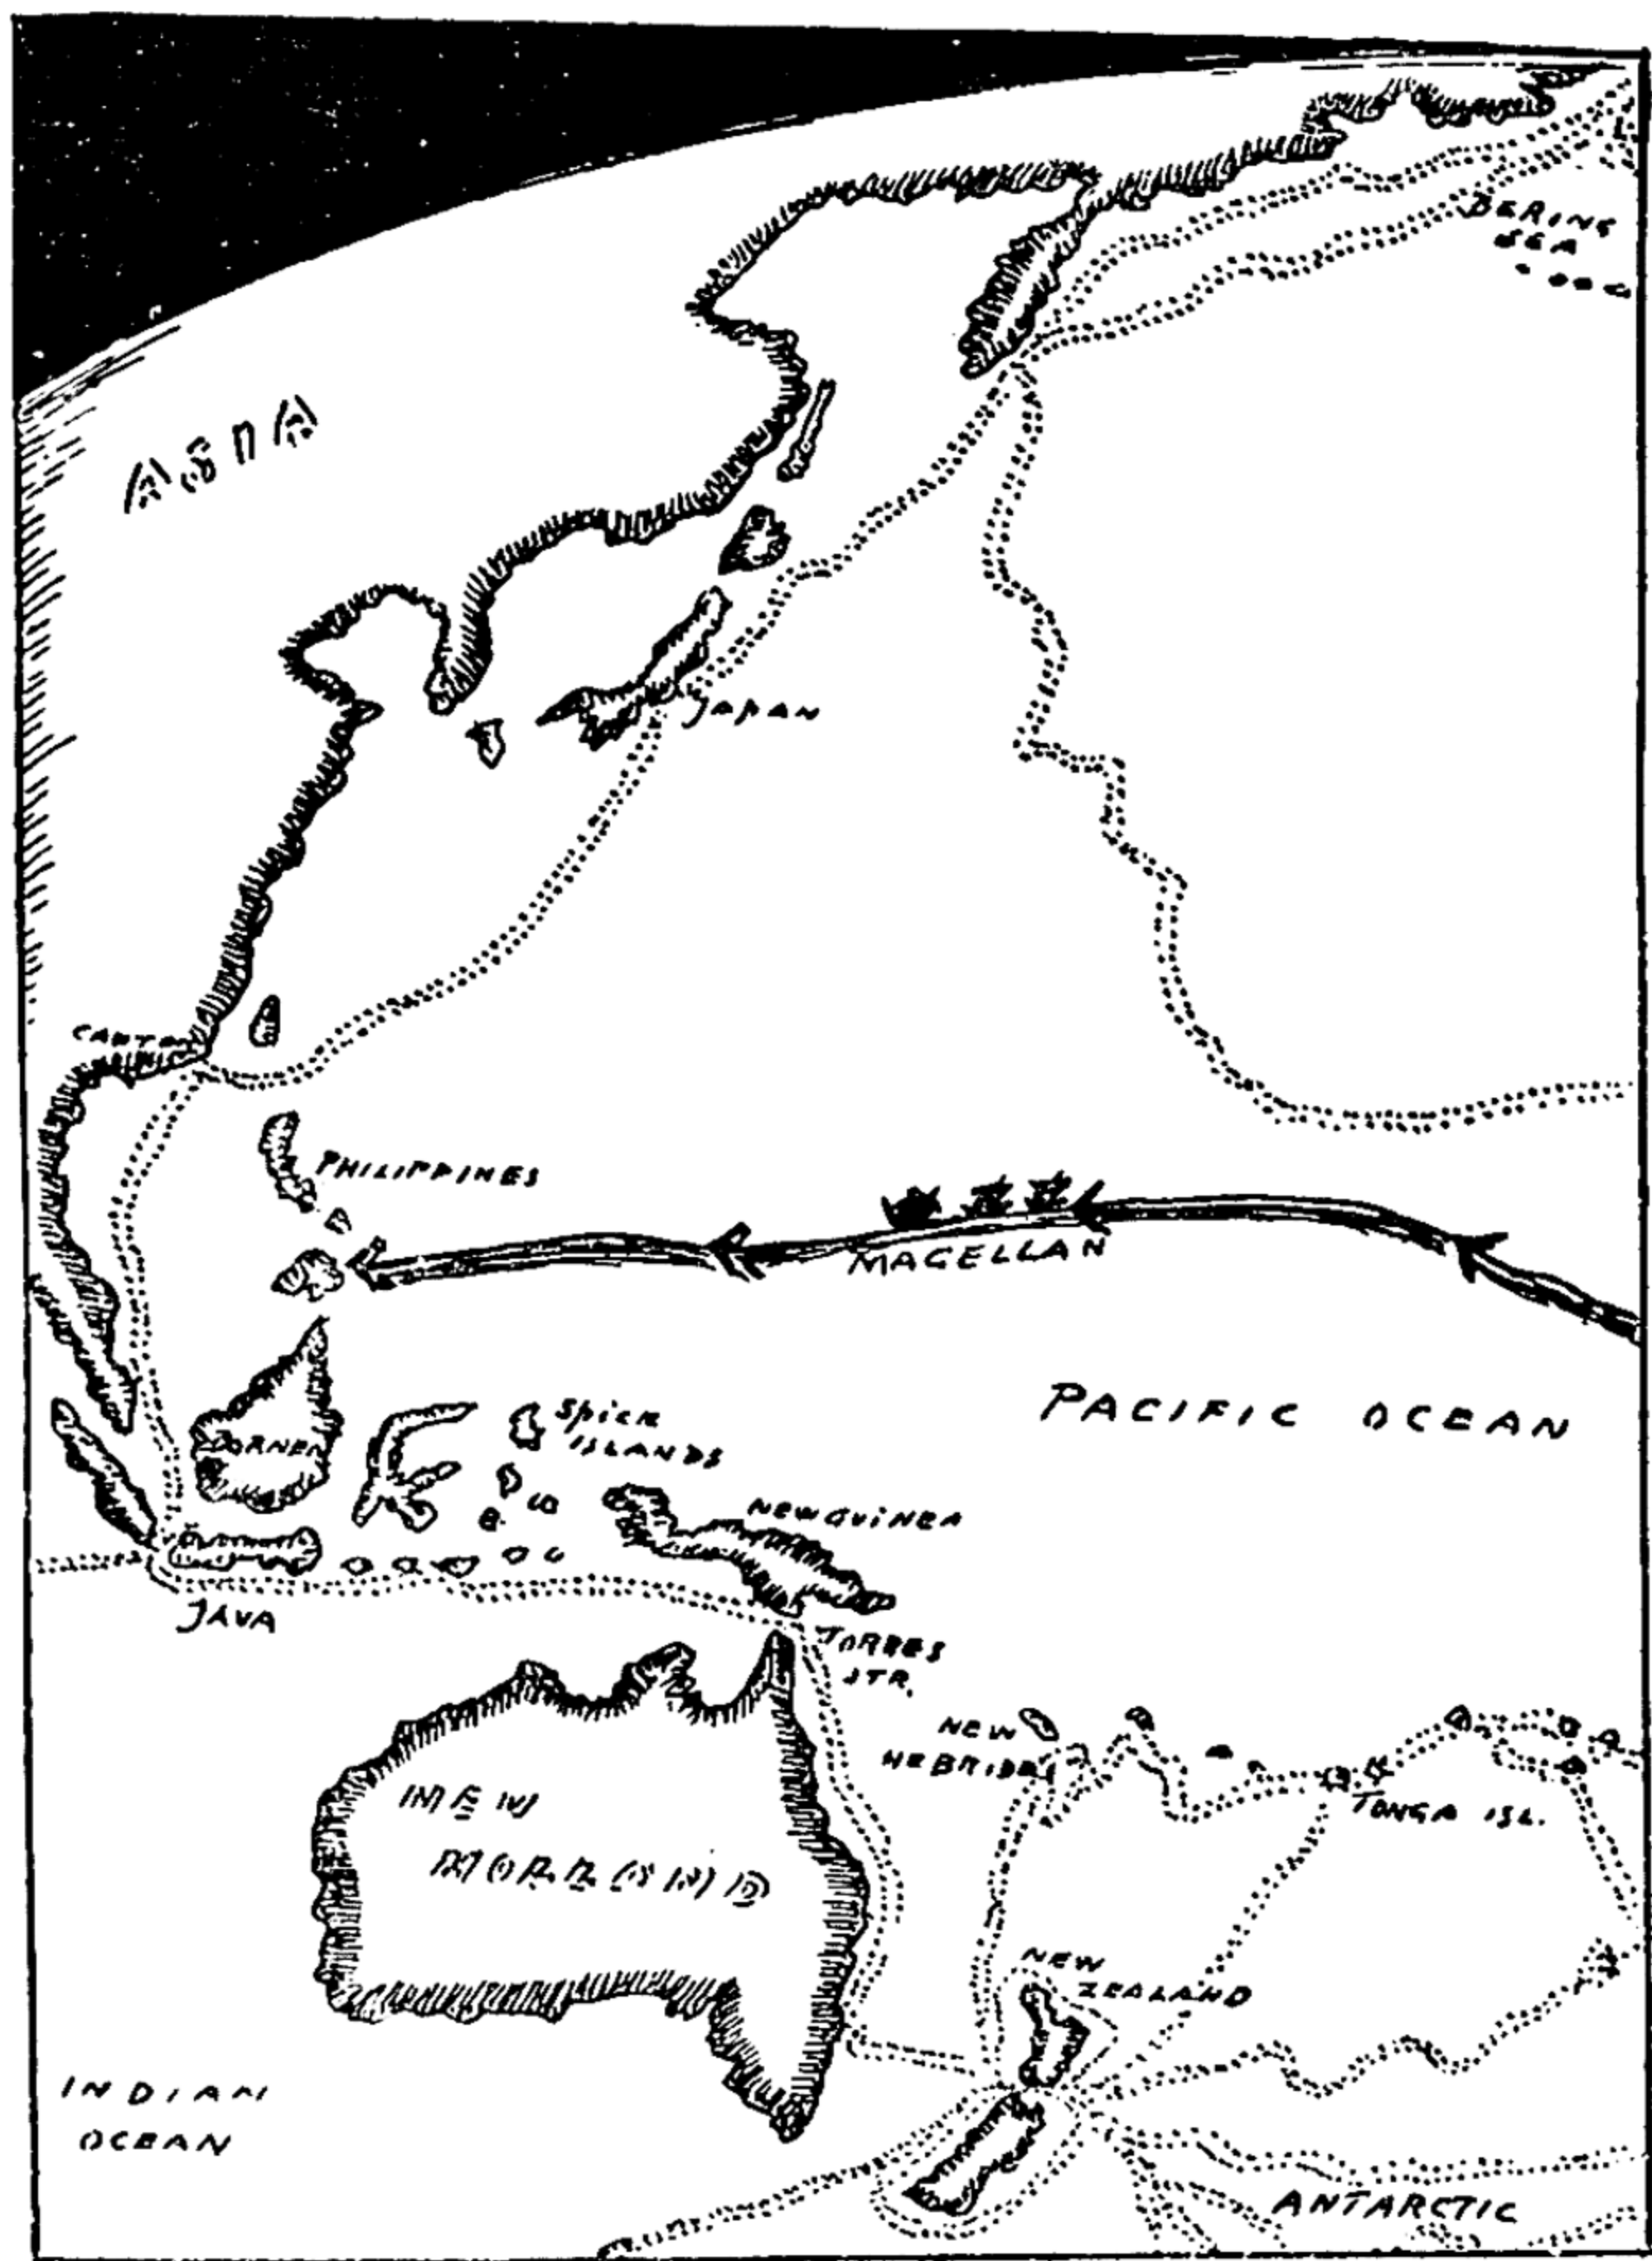 BERING
SEA
ASIA
JAPAN
PHILIPPINES
MAGELLAN
PACIFIC OCEAN
SPICE
ISLANDS
BORNEO
NEW GUINEA
JAVA
TORRES
STR.
NEW
HEBRIDES
TONGA ISL.
NEW
HOLLAND
NEW
ZEALAND
INDIAN
OCEAN
ANTARCTIC